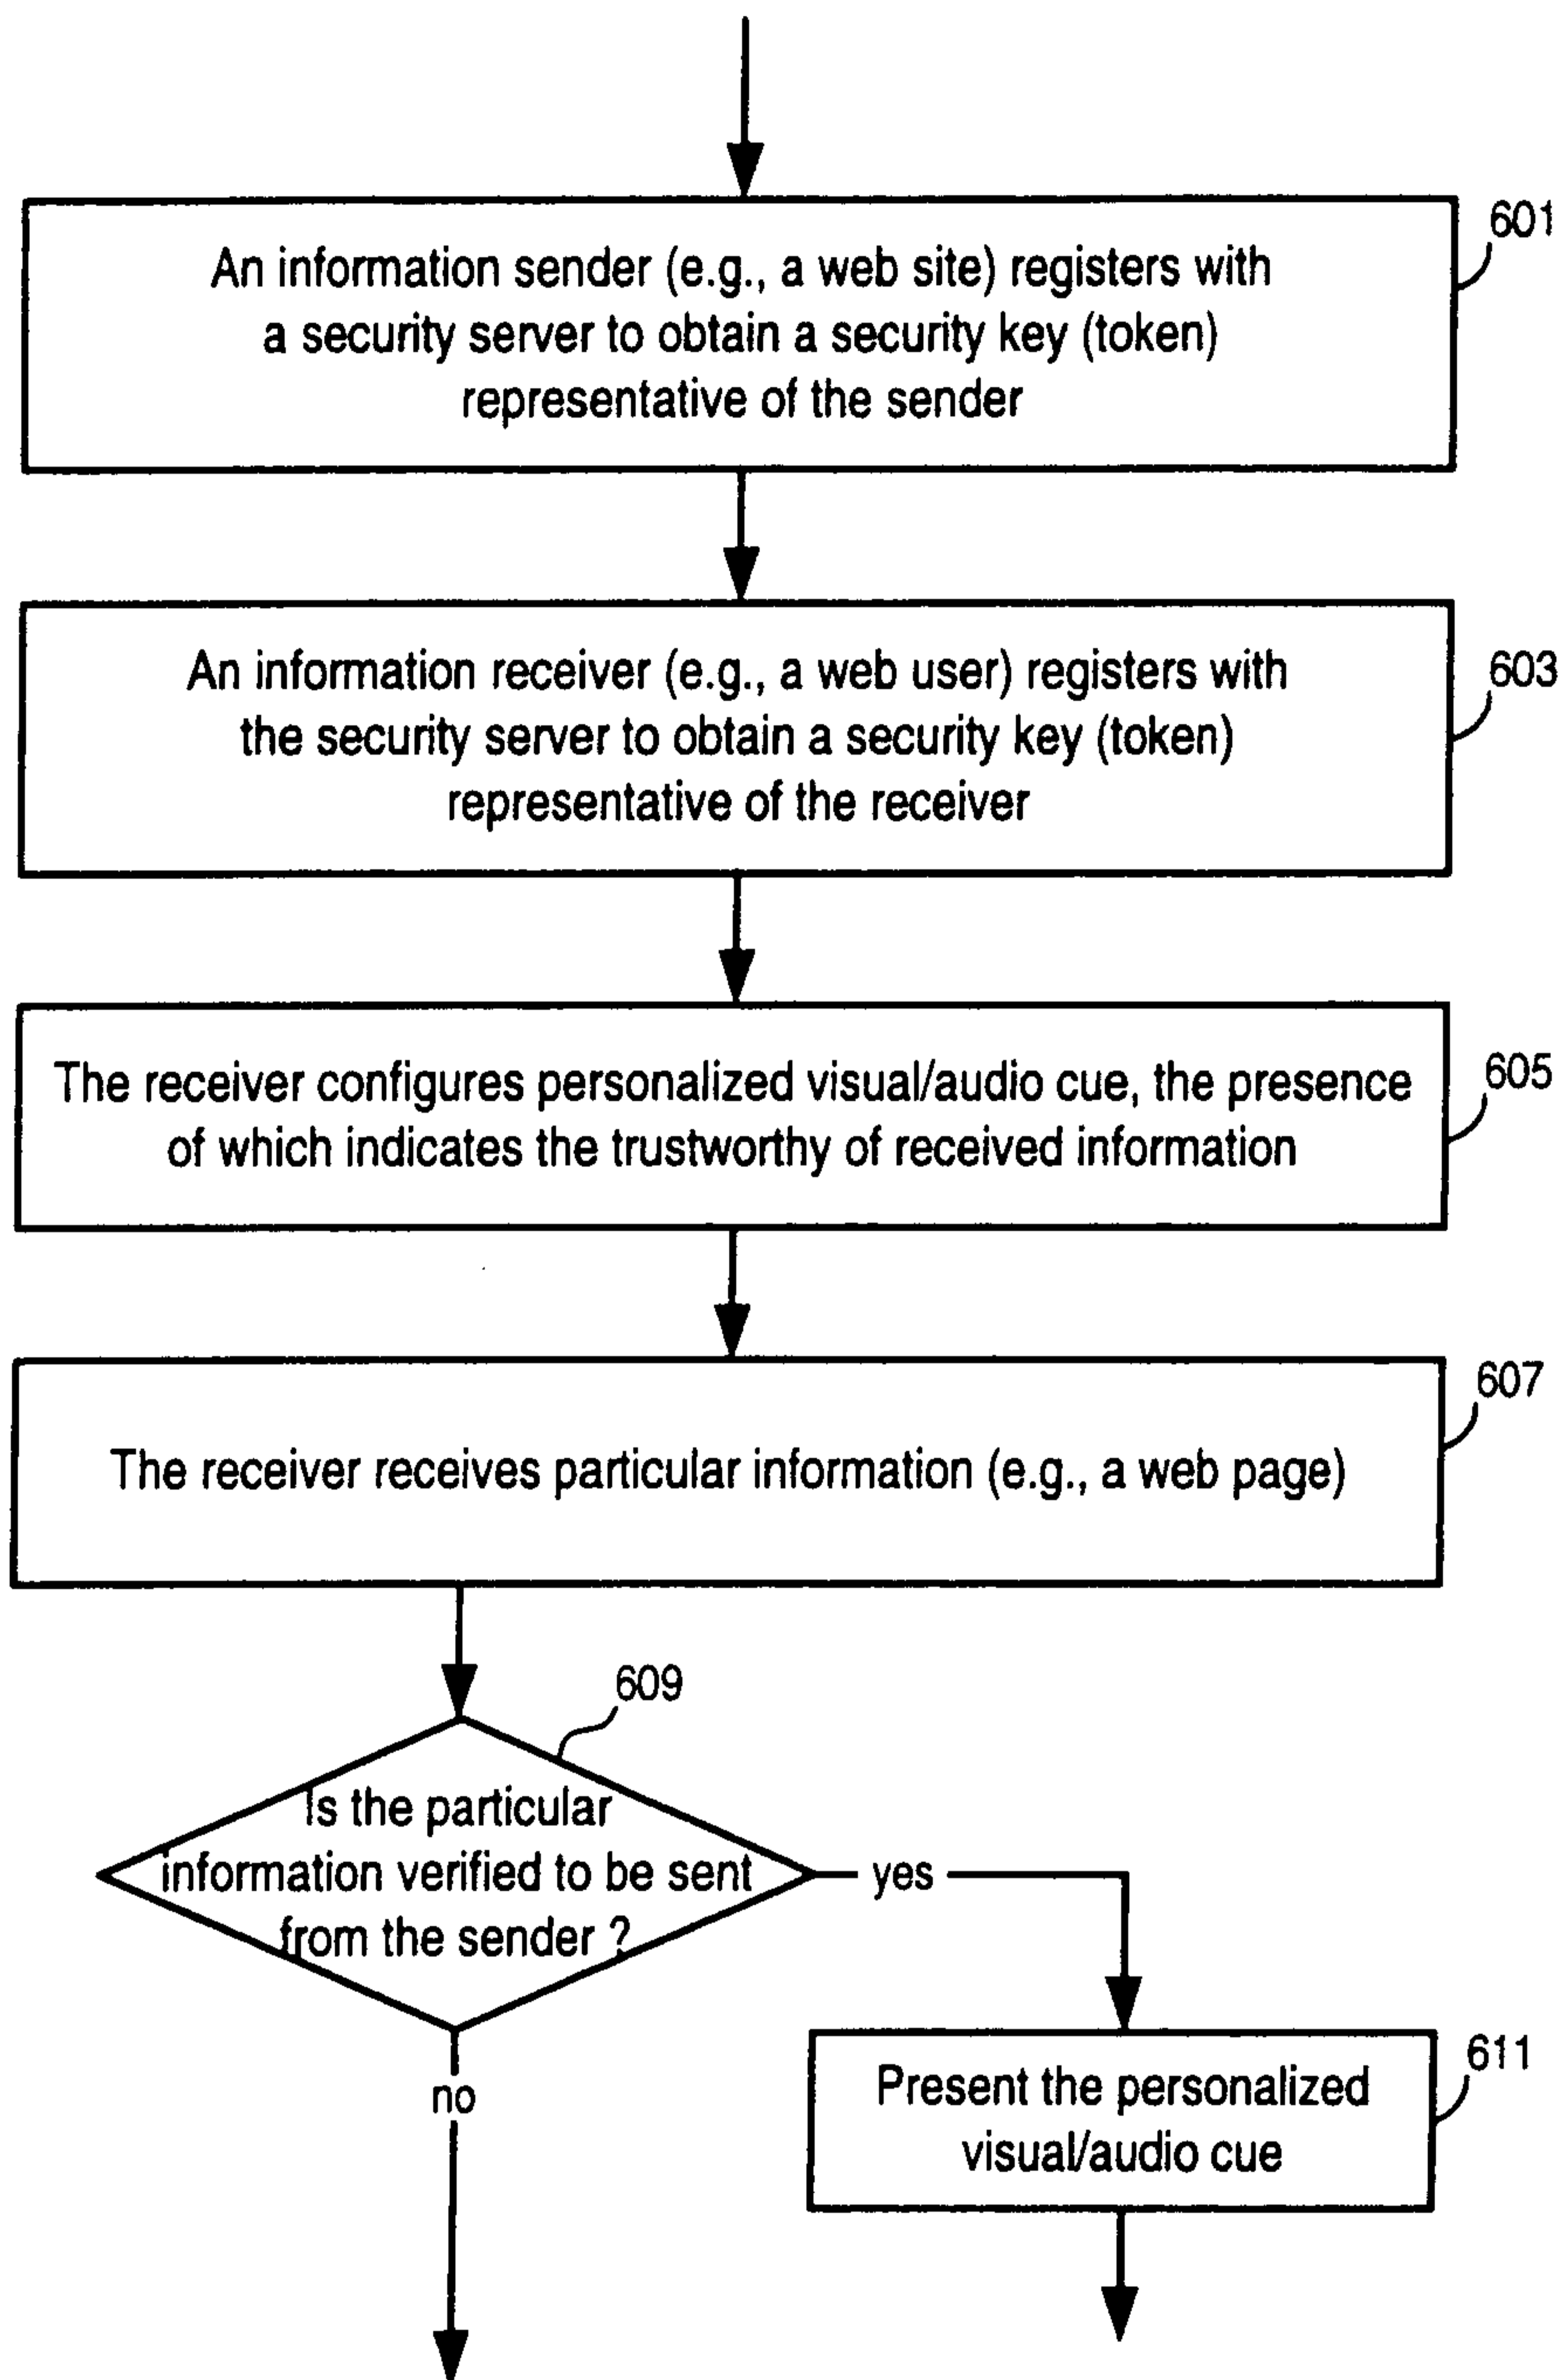 601
An information sender (e.g., a web site) registers with
a security server to obtain a security key (token)
representative of the sender
603
An information receiver (e.g., a web user) registers with
the security server to obtain a security key (token)
representative of the receiver
605
The receiver configures personalized visual/audio cue, the presence
of which indicates the trustworthy of received information
607
The receiver receives particular information (e.g., a web page)
609
Is the particular
information verified to be sent
from the sender ?
yes
no
611
Present the personalized
visual/audio cue